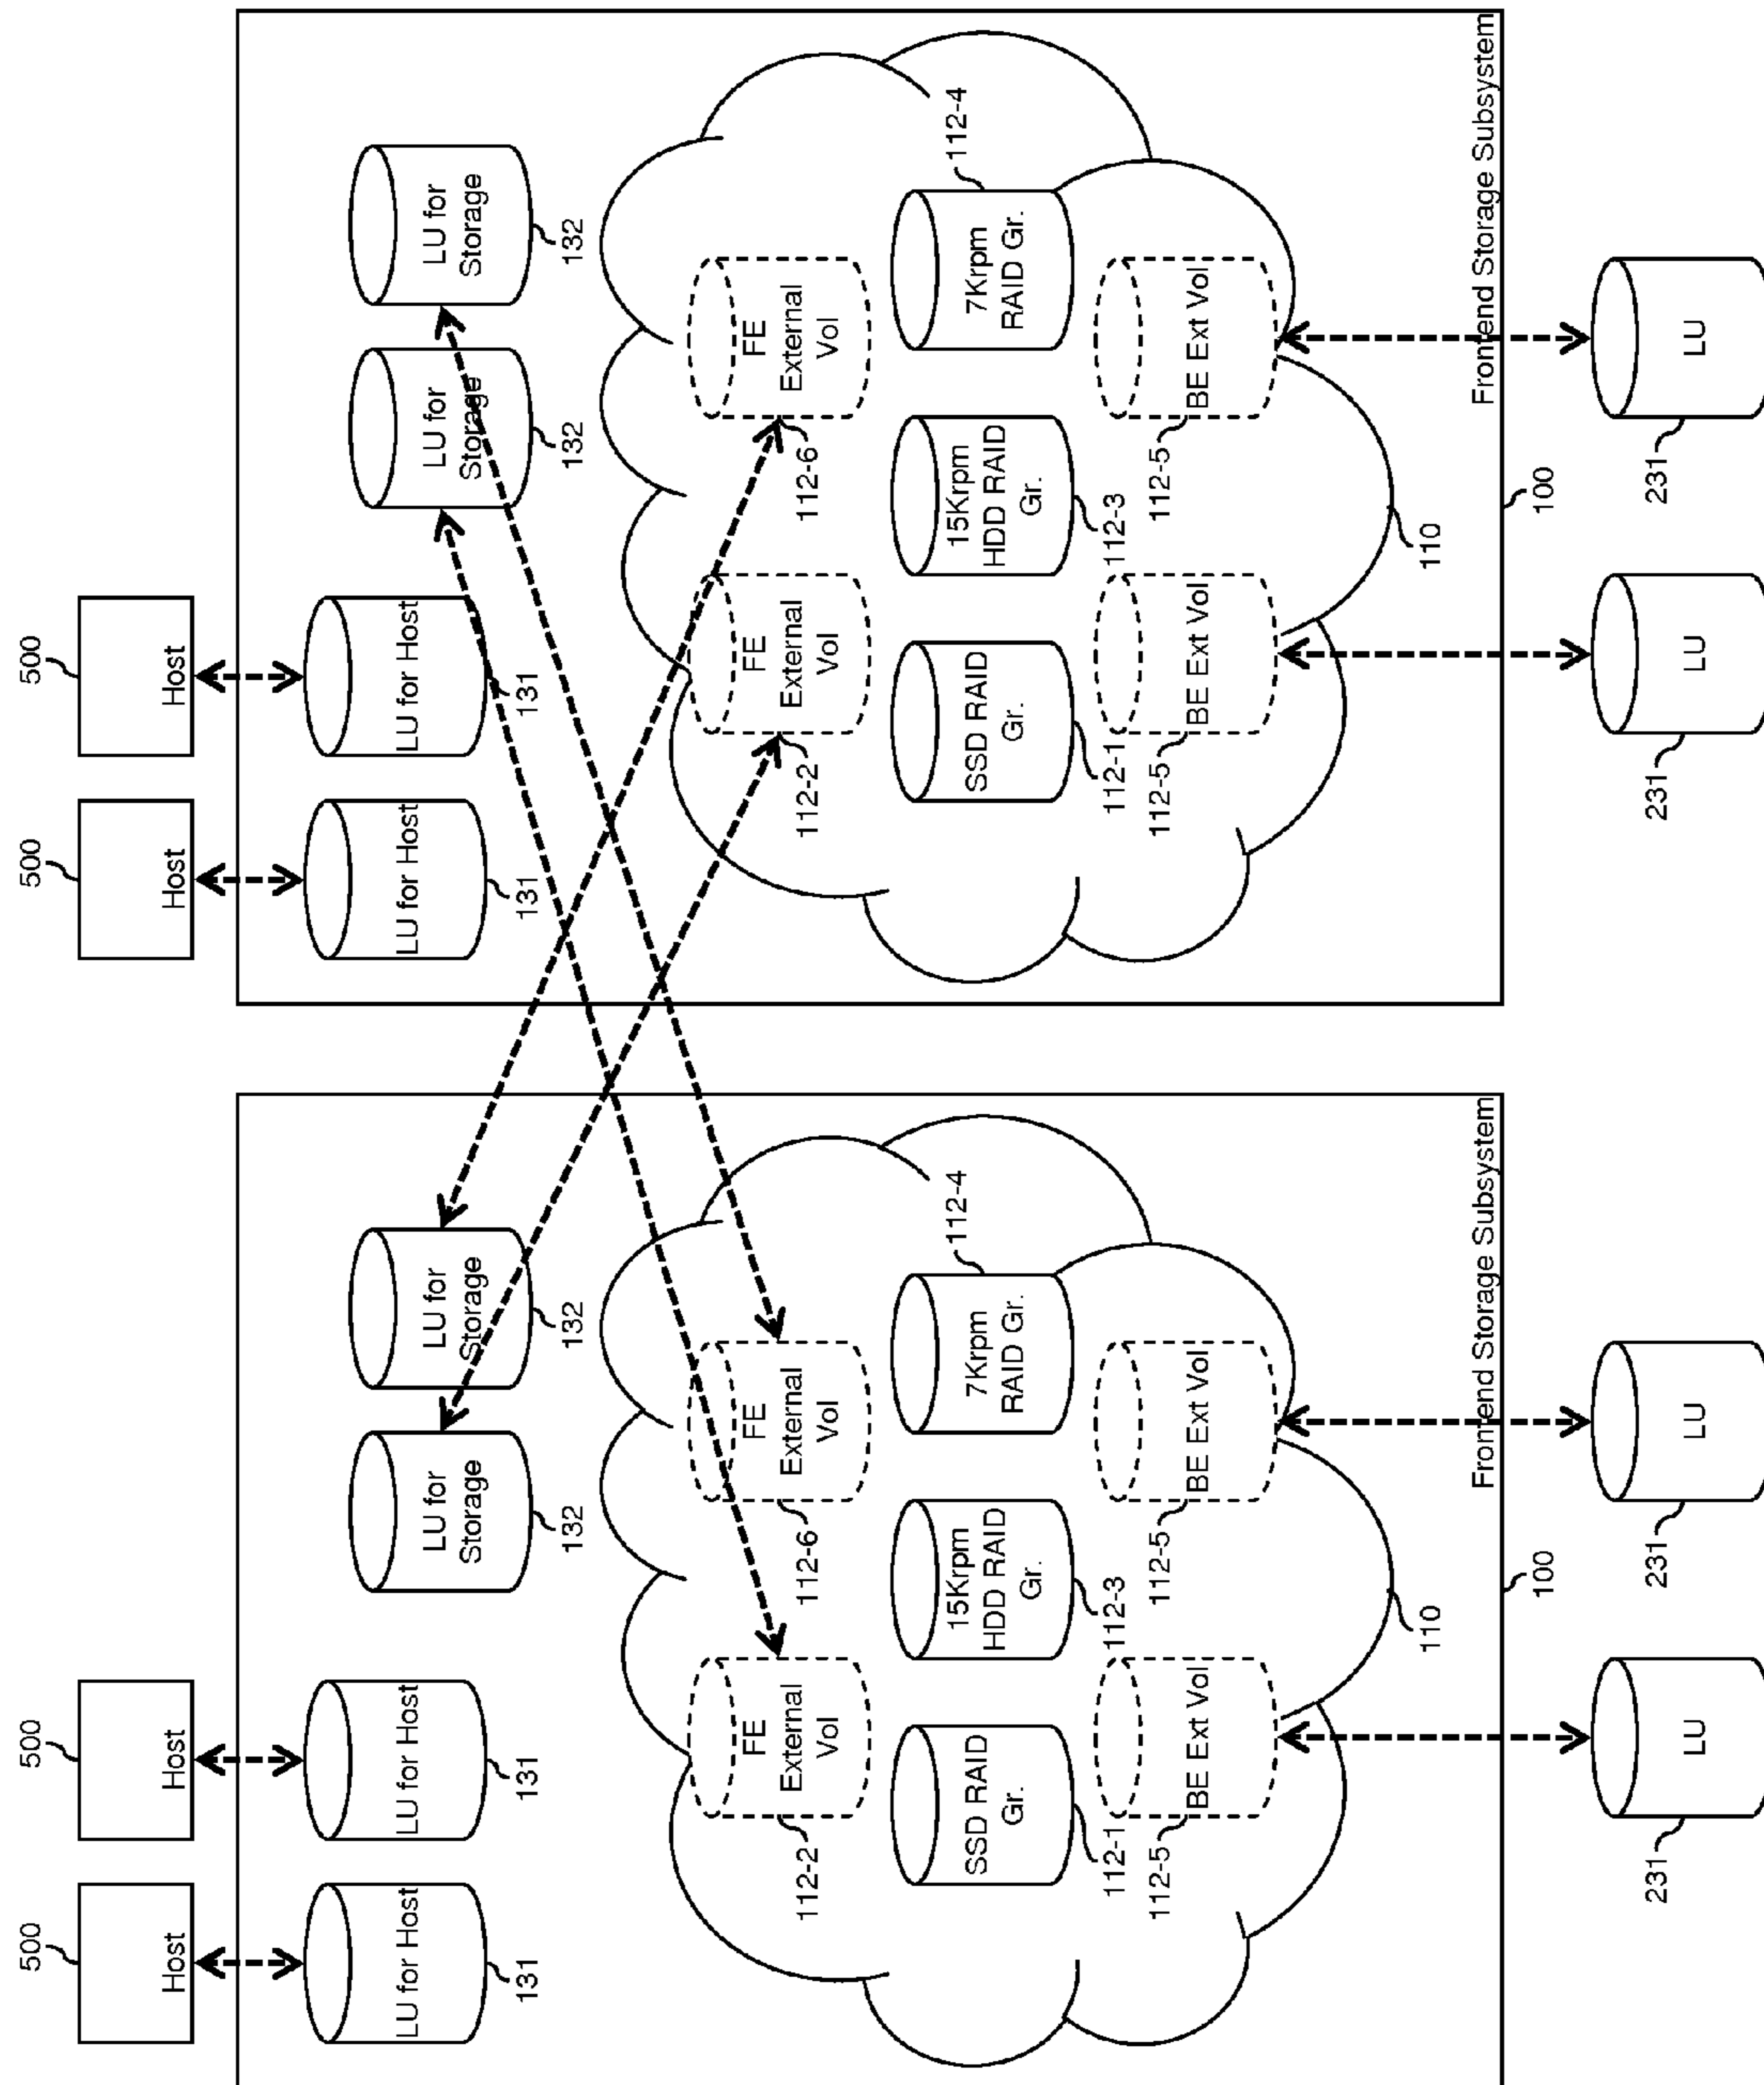 500
Host
500
Host
LU for Host
131
LU for Host
131
LU for
Storage
132
LU for
Storage
132
FE
External
Vol
112-2
FE
External
Vol
112-6
SSD RAID
Gr.
112-1
15Krpm
HDD RAID
Gr.
112-3
7Krpm
RAID Gr.
112-4
BE Ext Vol
112-5
BE Ext Vol
112-5
110
Frontend Storage Subsystem
100
LU
231
LU
231
500
Host
500
Host
LU for Host
131
LU for Host
131
LU for
Storage
132
LU for
Storage
132
FE
External
Vol
112-2
FE
External
Vol
112-6
SSD RAID
Gr.
112-1
15Krpm
HDD RAID
Gr.
112-3
7Krpm
RAID Gr.
112-4
BE Ext Vol
112-5
BE Ext Vol
112-5
110
Frontend Storage Subsystem
100
LU
231
LU
231